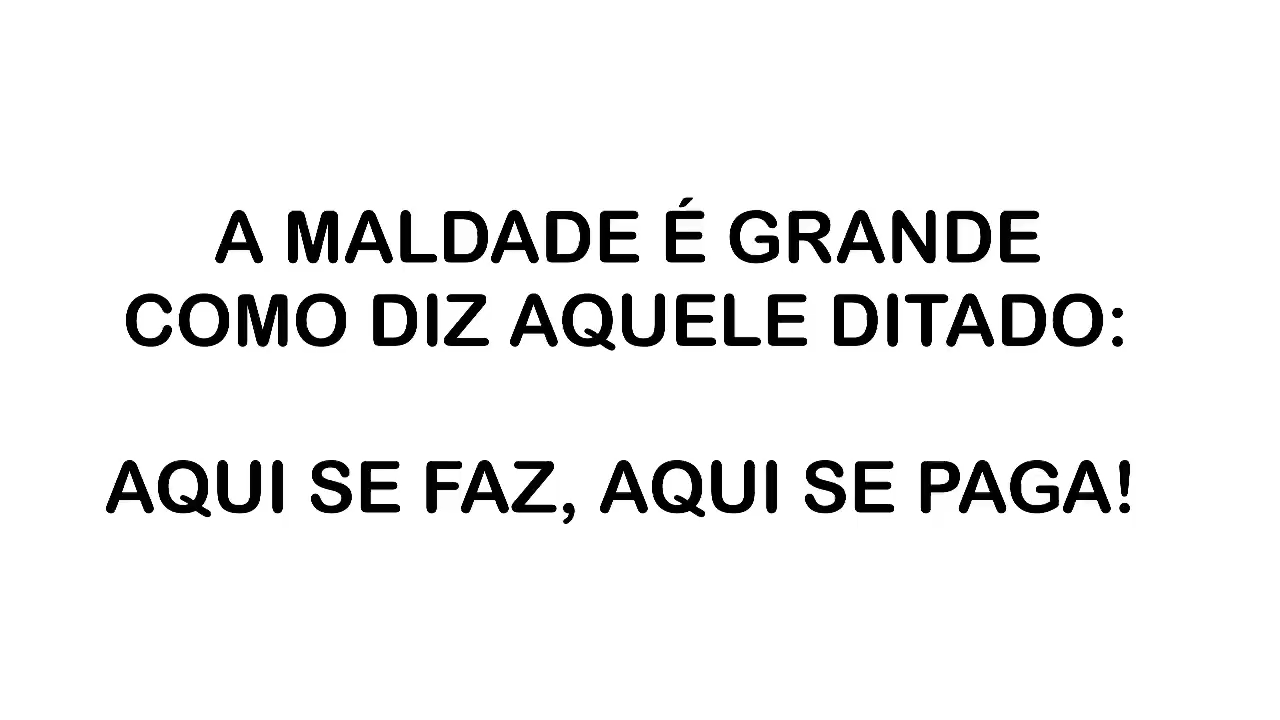 A MALDADE É GRANDE
COMO DIZ AQUELE DITADO:
AQUI SE FAZ, AQUI SE PAGA!